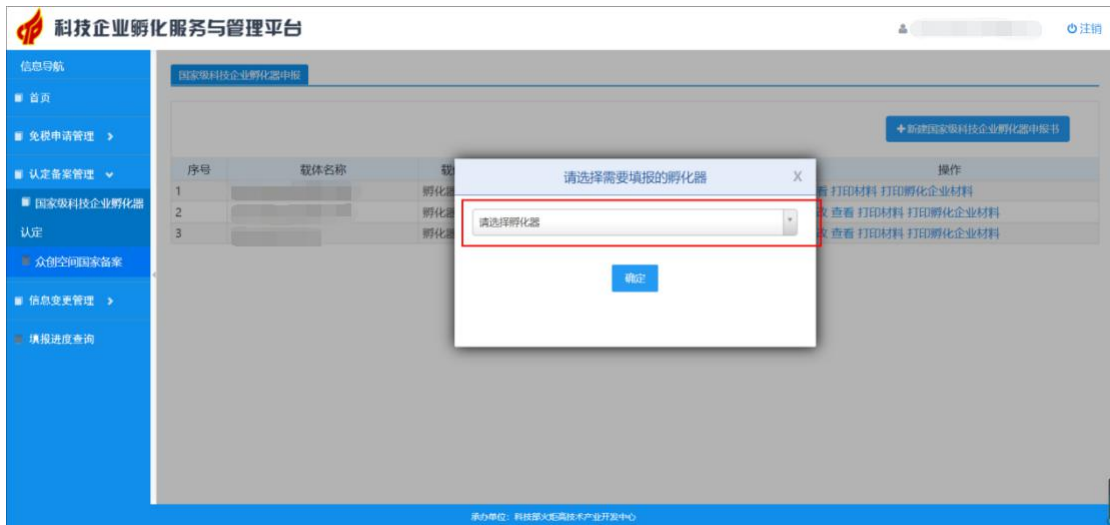 科技企业孵化服务与管理平台
注销
信息导航
首页
免税申请管理
认定备案管理
国家级科技企业孵化器
认定
众创空间国家备案
信息变更管理
填报进度查询
国家级科技企业孵化器申报
+新建国家级科技企业孵化器申报书
序号 载体名称 操作
请选择需要填报的孵化器 X
1 孵化器 打印材料 打印孵化企业材料
请选择孵化器
2 查看 打印材料 打印孵化企业材料
3 查看 打印材料 打印孵化企业材料
确定
承办单位：科技部火炬高技术产业开发中心